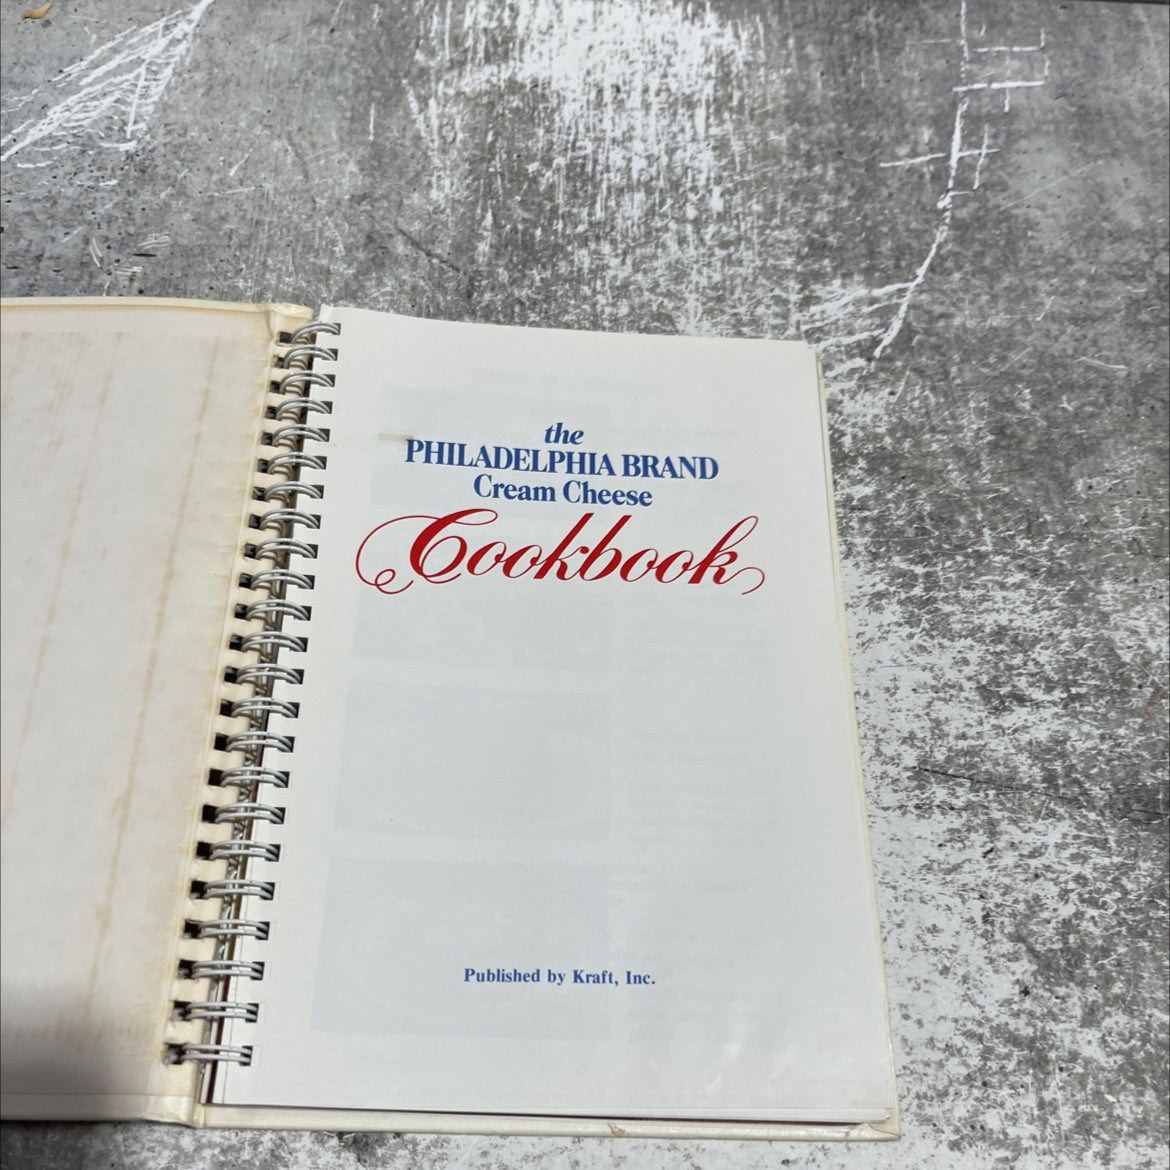 the
PHILADELPHIA BRAND
Cream Cheese
Cookbook
Published by Kraft, Inc.